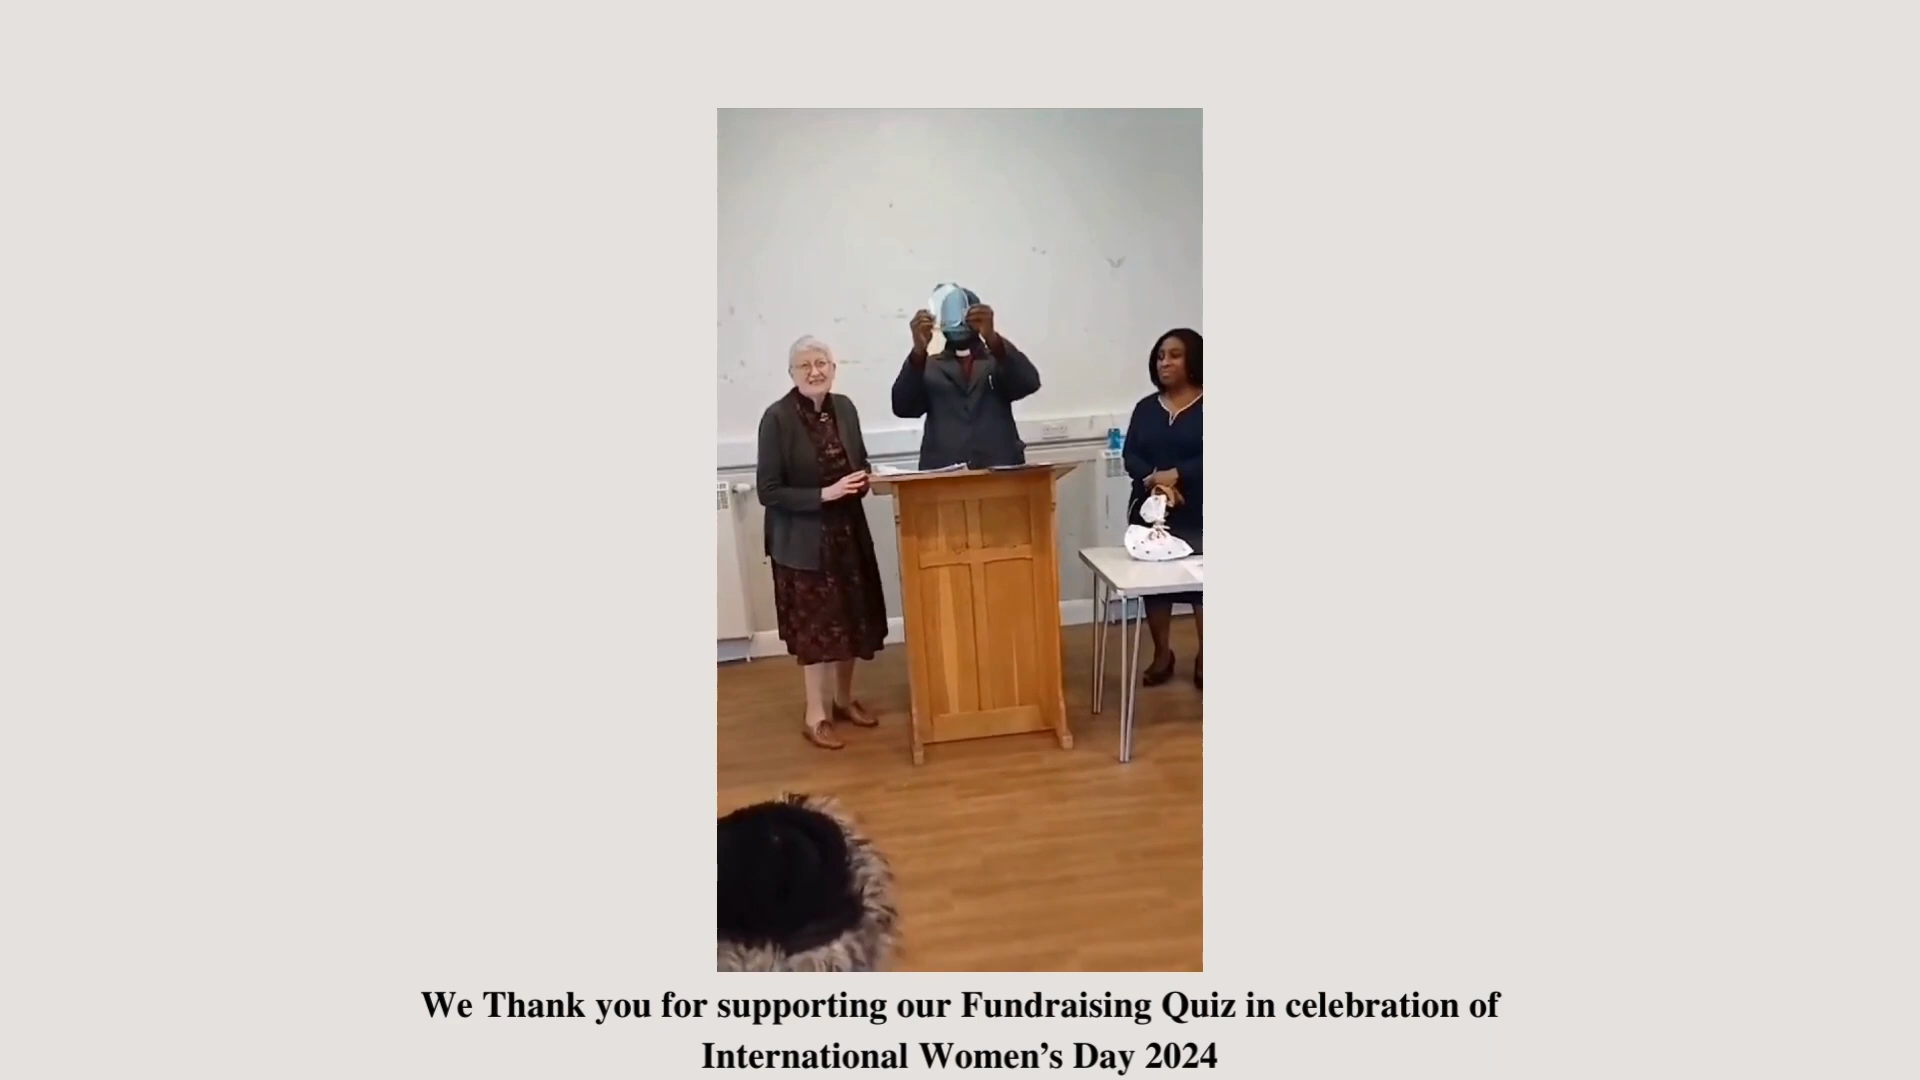 We Thank you for supporting our Fundraising Quiz in celebration of
International Women’s Day 2024